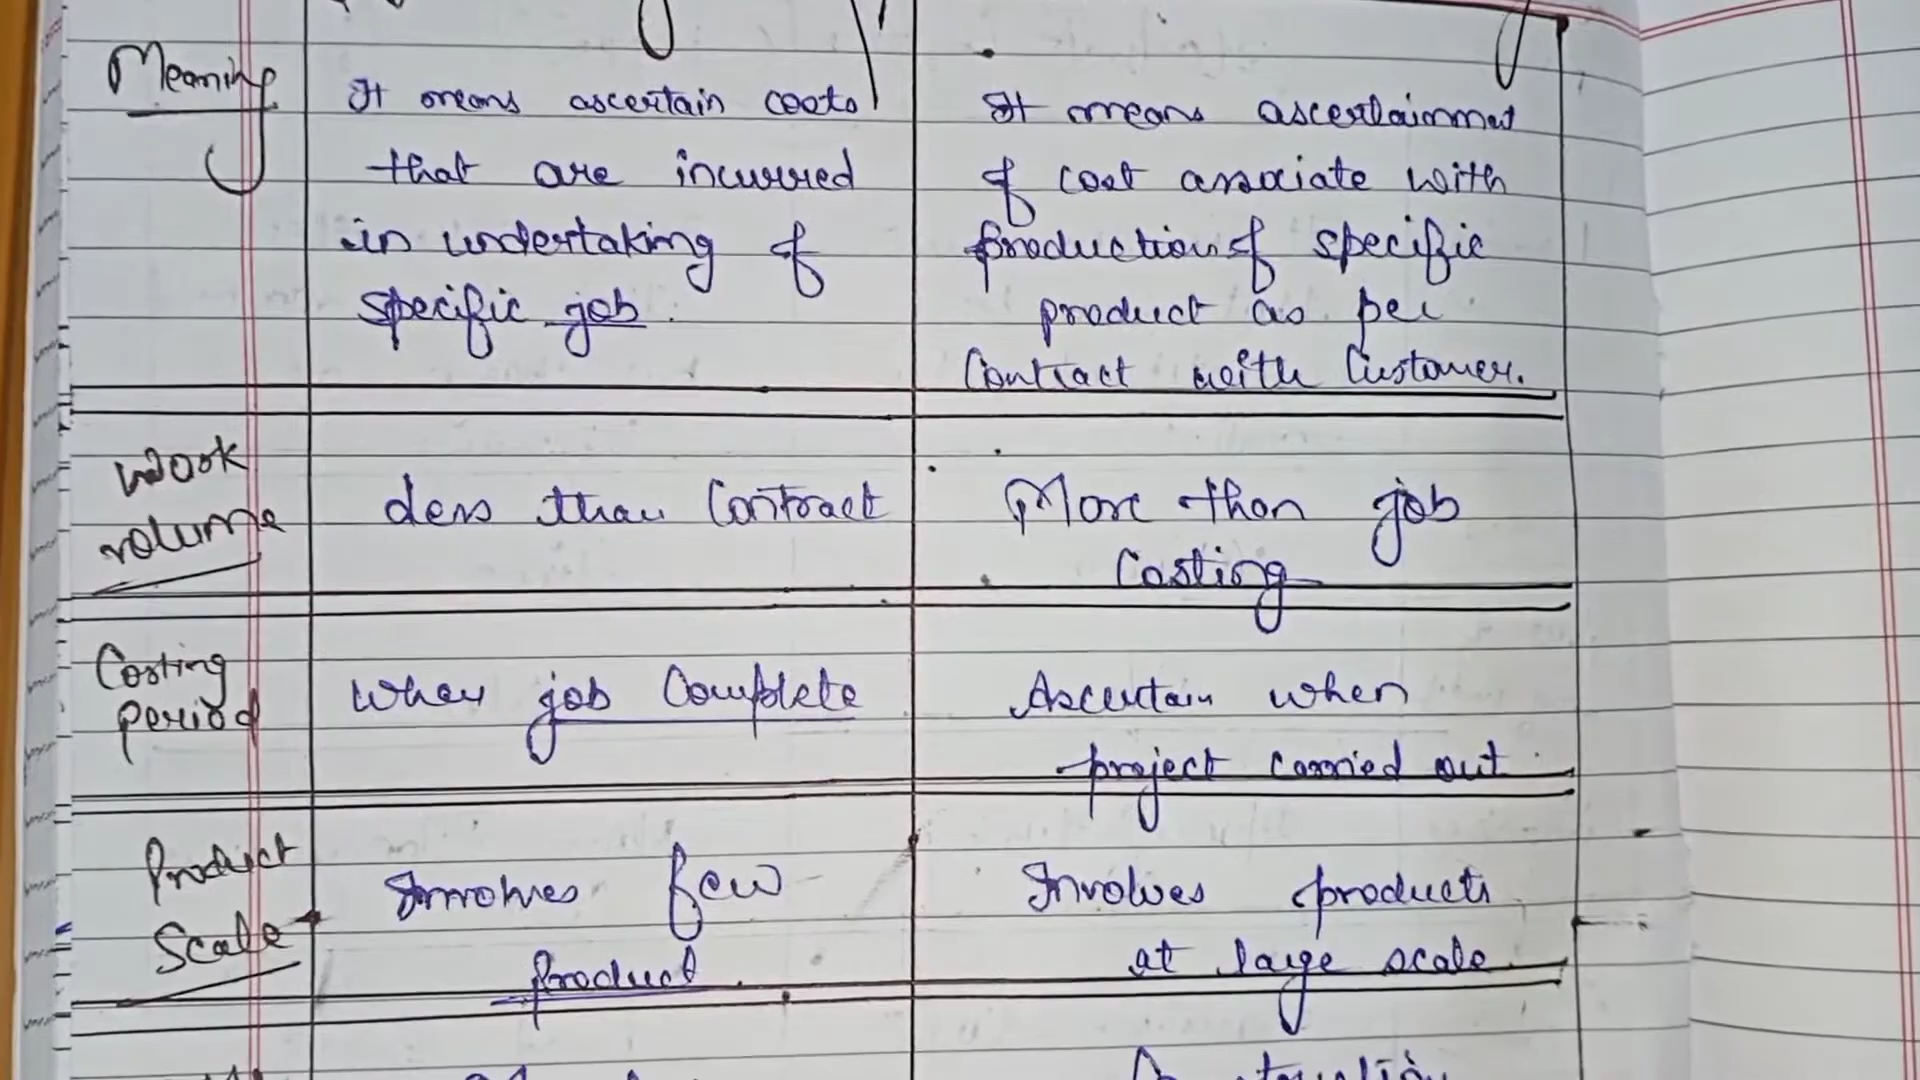 Meaning
It means ascertain costs
that are incurred
in undertaking of
specific job.
It means ascertainment
of cost associate with
production of specific
product as per
Contract with Customer.
Work
volume
Less than Contract
More than job
Costing
Costing
period
When job Complete
Ascertain when
project carried out
Product
Scale
Involves few
product.
Involves products
at large scale